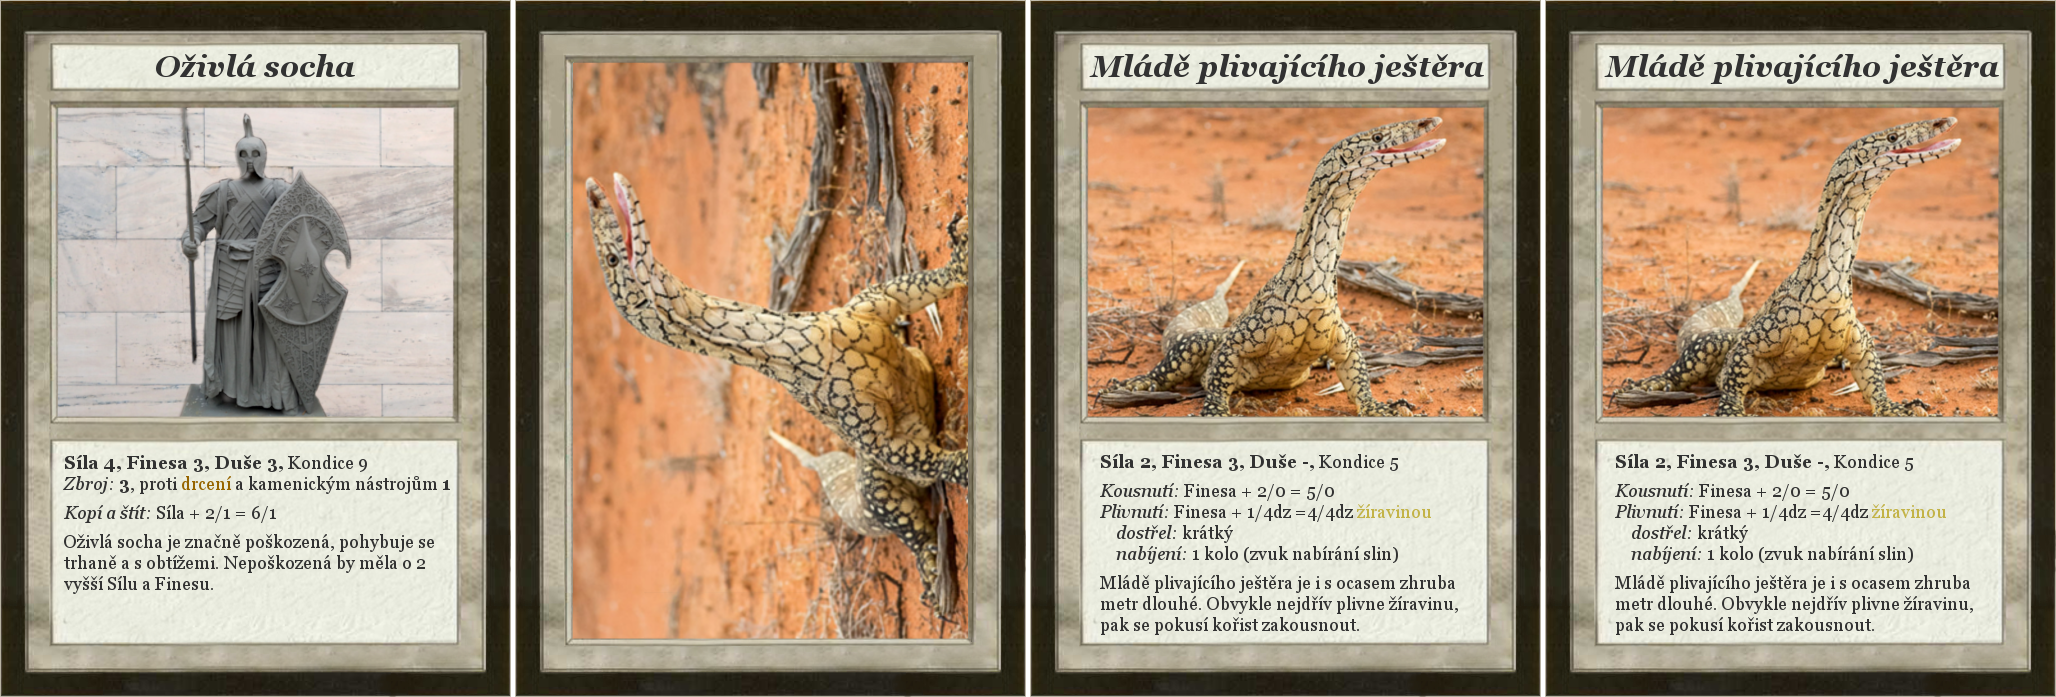 Oživlá socha
Síla 4, Finesa 3, Duše 3, Kondice 9
Zbroj: 3, proti drcení a kamenickým nástrojům 1
Kopí a štít: Síla + 2/1 = 6/1
Oživlá socha je značně poškozená, pohybuje se
trhaně a s obtížemi. Nepoškozená by měla o 2
vyšší Sílu a Finesu.
Mládě plivajícího ještěra
Síla 2, Finesa 3, Duše -, Kondice 5
Kousnutí: Finesa + 2/0 = 5/0
Plivnutí: Finesa + 1/4dz =4/4dz žíravinou
dostřel: krátký
nabíjení: 1 kolo (zvuk nabírání slin)
Mládě plivajícího ještěra je i s ocasem zhruba
metr dlouhé. Obvykle nejdřív plivne žíravinu,
pak se pokusí kořist zakousnout.
Mládě plivajícího ještěra
Síla 2, Finesa 3, Duše -, Kondice 5
Kousnutí: Finesa + 2/0 = 5/0
Plivnutí: Finesa + 1/4dz =4/4dz žíravinou
dostřel: krátký
nabíjení: 1 kolo (zvuk nabírání slin)
Mládě plivajícího ještěra je i s ocasem zhruba
metr dlouhé. Obvykle nejdřív plivne žíravinu,
pak se pokusí kořist zakousnout.